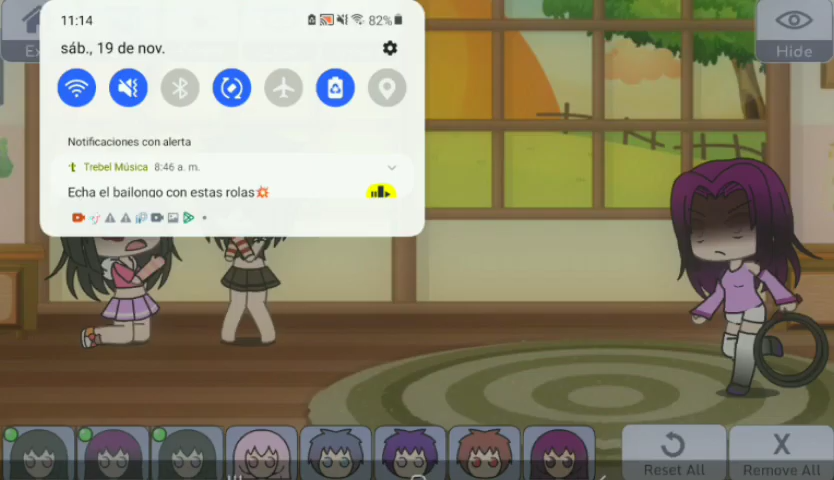 11:14
82%
sáb., 19 de nov.
Hide
Notificaciones con alerta
Trebel Música 8:46 a. m.
Echa el bailongo con estas rolas💥
Reset All
X
Remove All